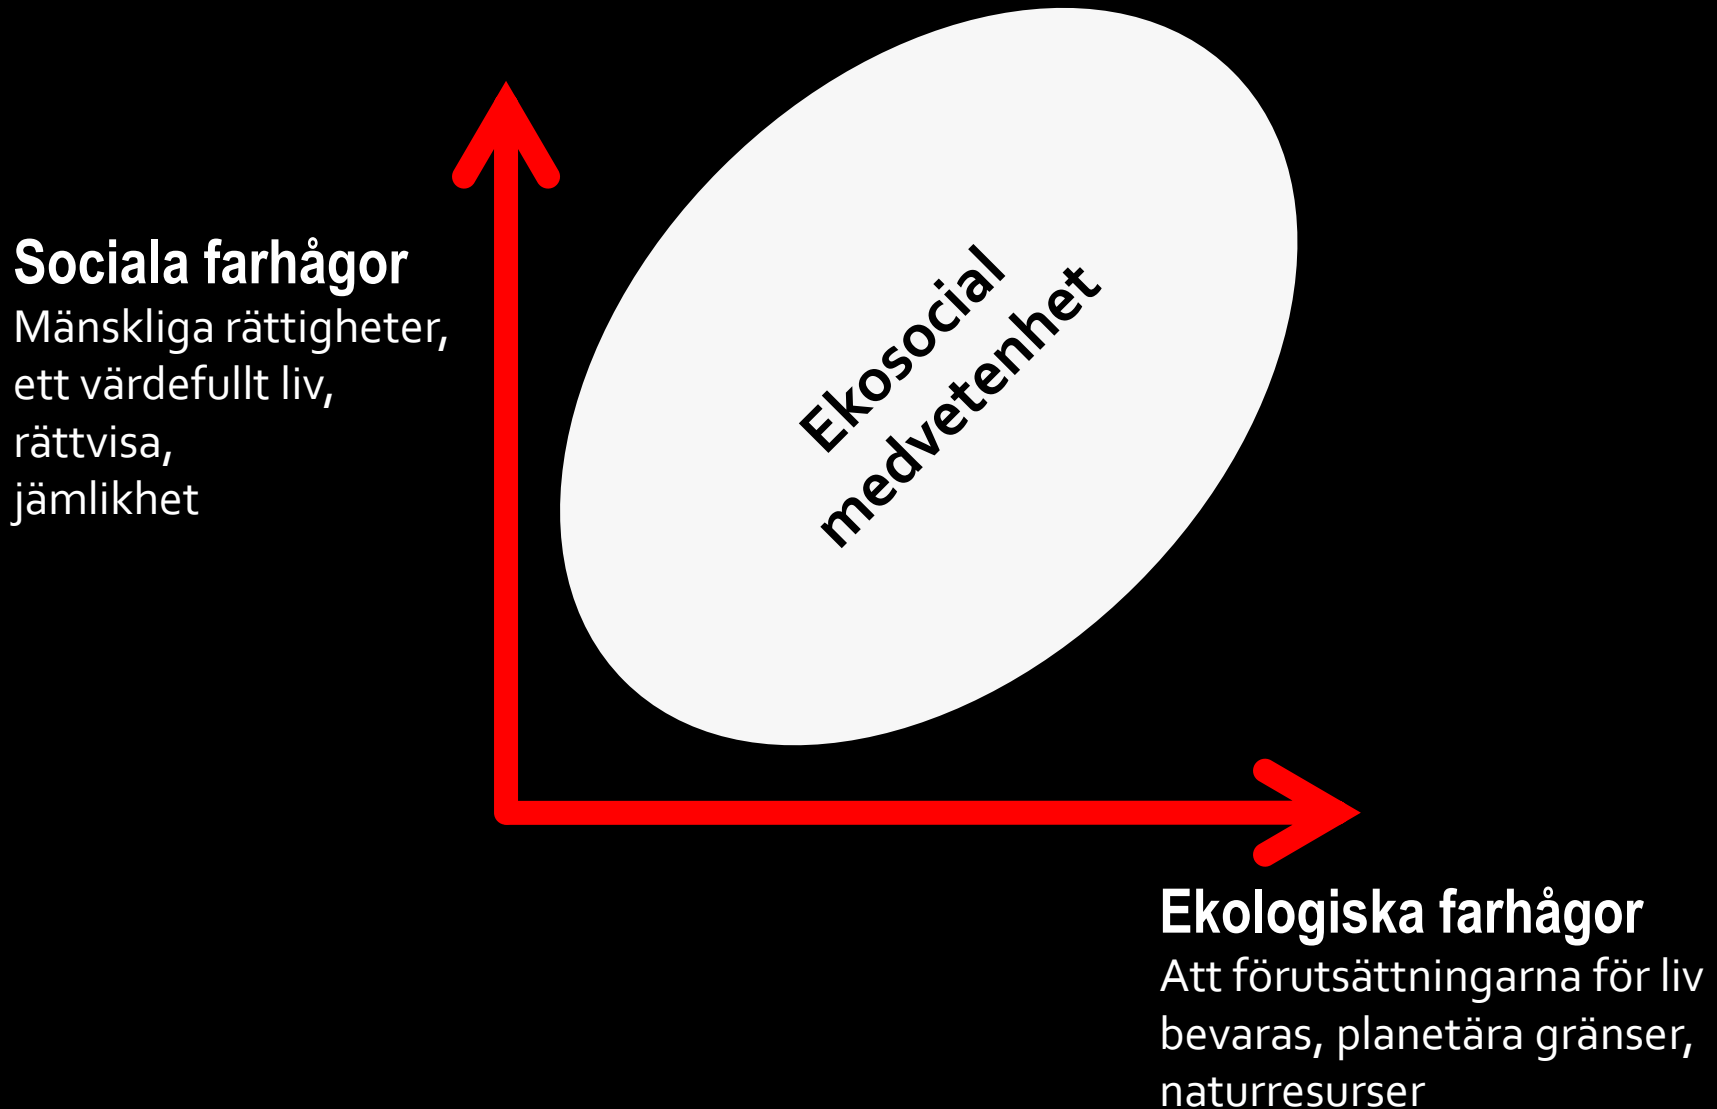 Sociala farhågor
Mänskliga rättigheter,
ett värdefullt liv,
rättvisa,
jämlikhet
Ekosocial
medvetenhet
Ekologiska farhågor
Att förutsättningarna för liv
bevaras, planetära gränser,
naturresurser